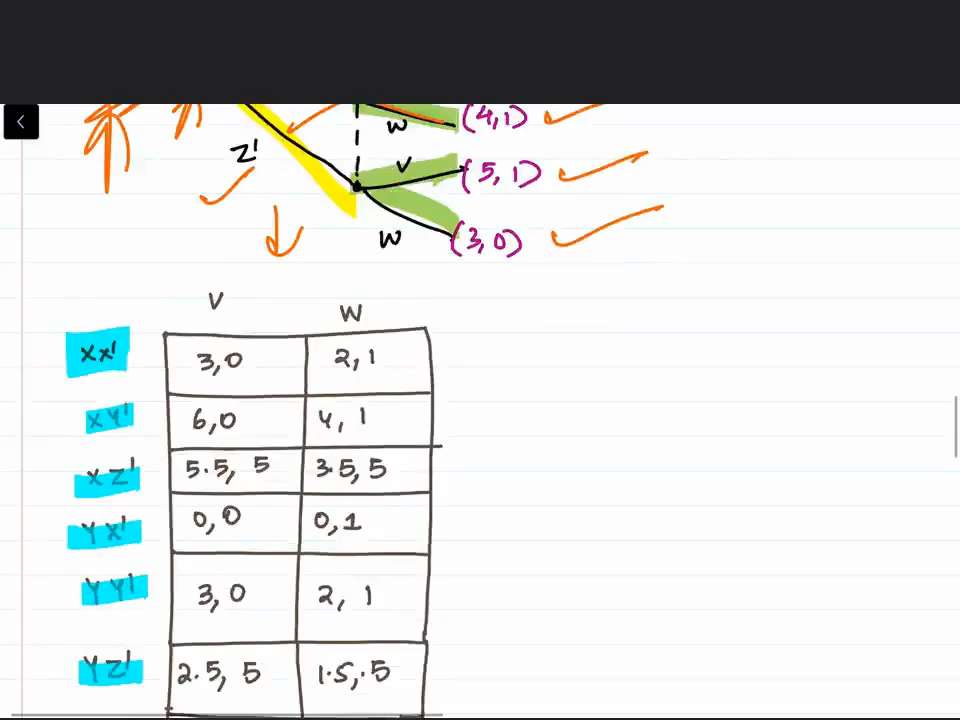 W (4,1)
Z' V (5,1)
W (3,0)
V W
XX' 3,0 2,1
XY' 6,0 4,1
XZ' 5.5, 5 3.5, 5
YX' 0,0 0,1
YY' 3,0 2,1
YZ' 2.5, 5 1.5, .5